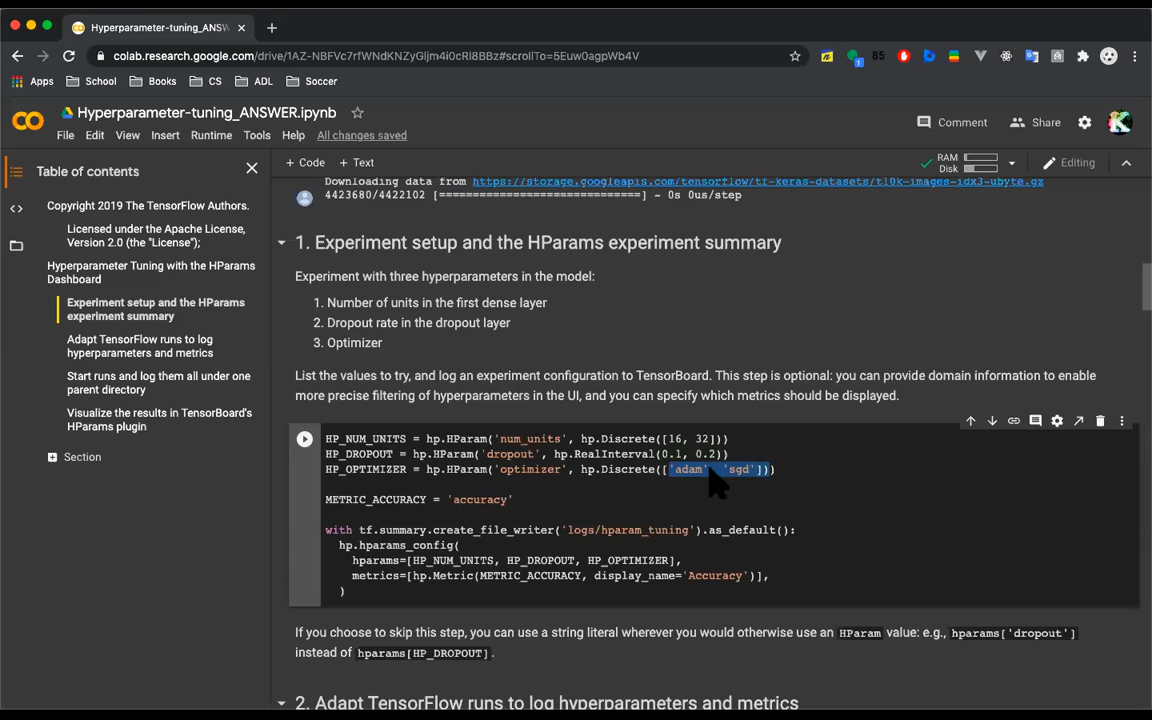 Hyperparameter-tuning_ANSW
colab.research.google.com/drive/1AZ-NBFVc7rfWNdKNZyGljm4i0cRl8BBz#scrollTo=5Euw0agpWb4V
85
1
Apps School Books CS ADL Soccer
Hyperparameter-tuning_ANSWER.ipynb
File Edit View Insert Runtime Tools Help All changes saved
Comment Share
Table of contents
+ Code + Text
RAM
Disk
Editing
Copyright 2019 The TensorFlow Authors.
Licensed under the Apache License,
Version 2.0 (the "License");
Hyperparameter Tuning with the HParams
Dashboard
Experiment setup and the HParams
experiment summary
Adapt TensorFlow runs to log
hyperparameters and metrics
Start runs and log them all under one
parent directory
Visualize the results in TensorBoard's
HParams plugin
Section
Downloading data from https://storage.googleapis.com/tensorflow/tf-keras-datasets/t10k-images-idx3-ubyte.gz
4423680/4422102 [==============================] - 0s 0us/step
1. Experiment setup and the HParams experiment summary
Experiment with three hyperparameters in the model:
1. Number of units in the first dense layer
2. Dropout rate in the dropout layer
3. Optimizer
List the values to try, and log an experiment configuration to TensorBoard. This step is optional: you can provide domain information to enable
more precise filtering of hyperparameters in the UI, and you can specify which metrics should be displayed.
HP_NUM_UNITS = hp.HParam('num_units', hp.Discrete([16, 32]))
HP_DROPOUT = hp.HParam('dropout', hp.RealInterval(0.1, 0.2))
HP_OPTIMIZER = hp.HParam('optimizer', hp.Discrete(['adam', 'sgd']))
METRIC_ACCURACY = 'accuracy'
with tf.summary.create_file_writer('logs/hparam_tuning').as_default():
hp.hparams_config(
hparams=[HP_NUM_UNITS, HP_DROPOUT, HP_OPTIMIZER],
metrics=[hp.Metric(METRIC_ACCURACY, display_name='Accuracy')],
)
If you choose to skip this step, you can use a string literal wherever you would otherwise use an HParam value: e.g., hparams['dropout']
instead of hparams[HP_DROPOUT].
2. Adapt TensorFlow runs to log hyperparameters and metrics